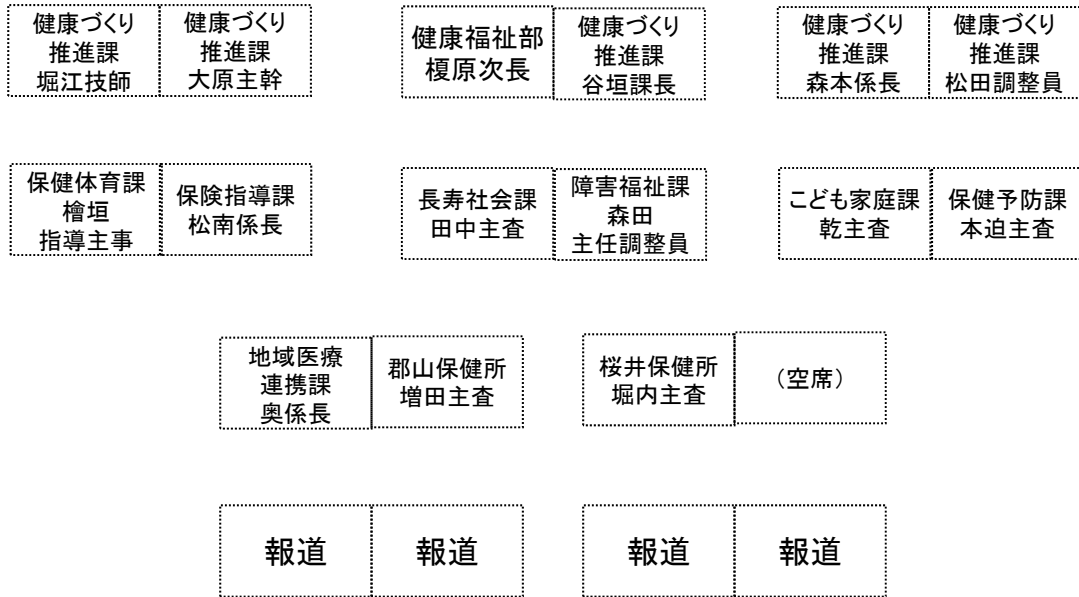 健康づくり
推進課
堀江技師
健康づくり
推進課
大原主幹
健康福祉部
榎原次長
健康づくり
推進課
谷垣課長
健康づくり
推進課
森本係長
健康づくり
推進課
松田調整員
保健体育課
檜垣
指導主事
保険指導課
松南係長
長寿社会課
田中主査
障害福祉課
森田
主任調整員
こども家庭課
乾主査
保健予防課
本迫主査
地域医療
連携課
奥係長
郡山保健所
増田主査
桜井保健所
堀内主査
（空席）
報道
報道
報道
報道